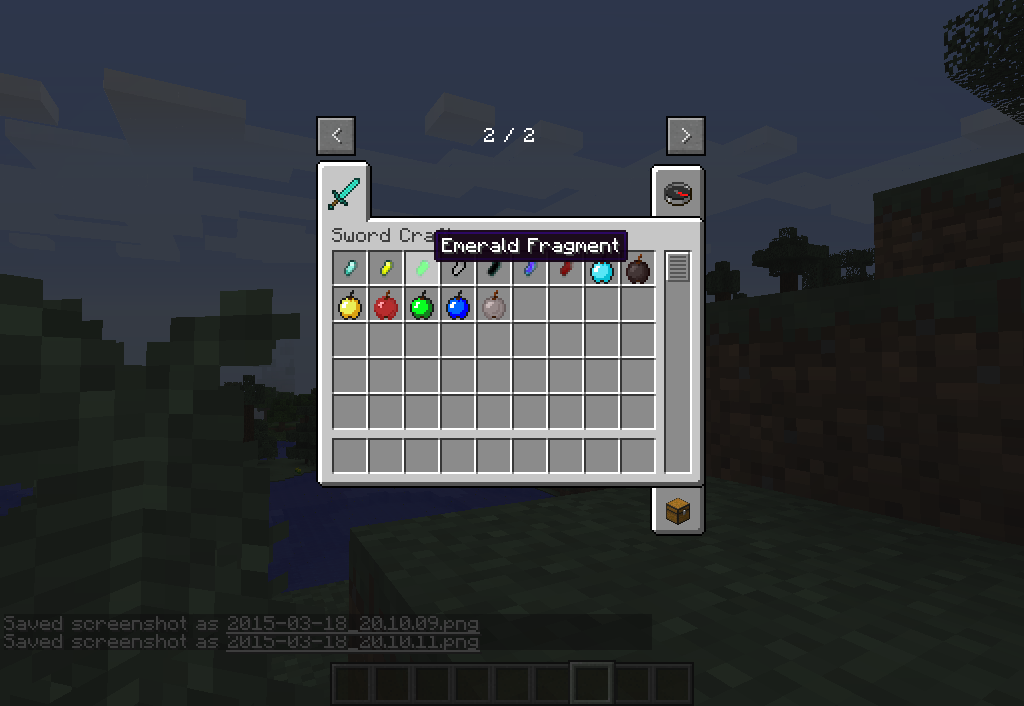 < 2 / 2 >
Sword Cra
Emerald Fragment
Saved screenshot as 2015-03-18_20.10.09.png
Saved screenshot as 2015-03-18_20.10.11.png